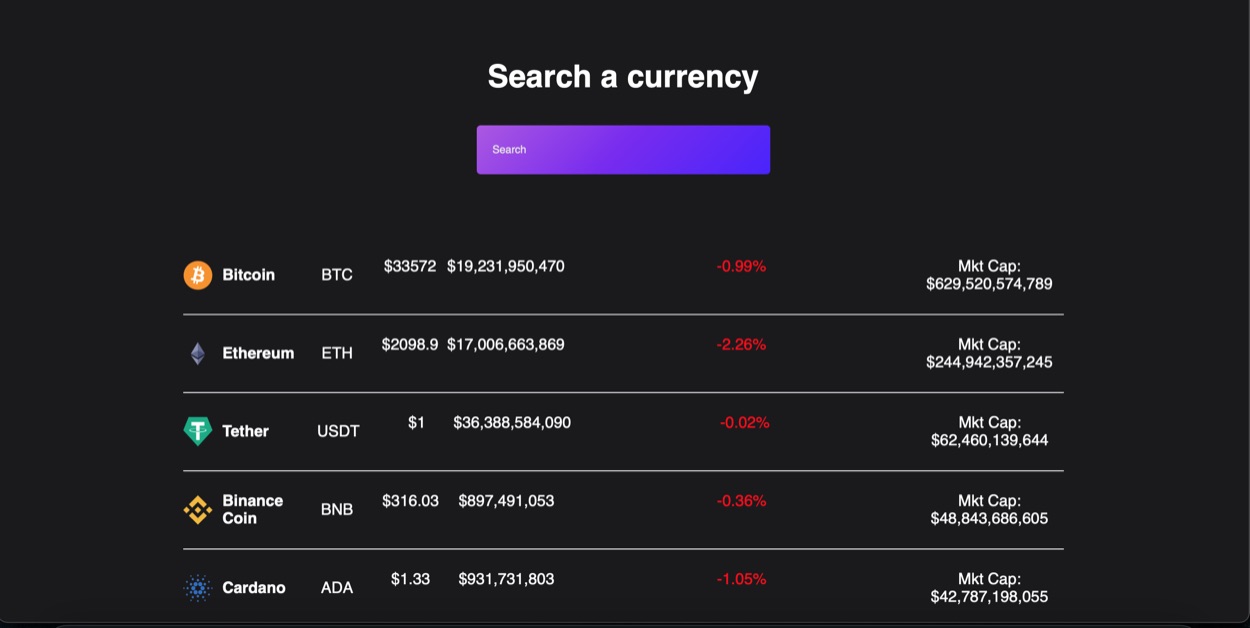 Search a currency
Search
Bitcoin BTC $33572 $19,231,950,470 -0.99% Mkt Cap:
$629,520,574,789
Ethereum ETH $2098.9 $17,006,663,869 -2.26% Mkt Cap:
$244,942,357,245
Tether USDT $1 $36,388,584,090 -0.02% Mkt Cap:
$62,460,139,644
Binance
Coin BNB $316.03 $897,491,053 -0.36% Mkt Cap:
$48,843,686,605
Cardano ADA $1.33 $931,731,803 -1.05% Mkt Cap:
$42,787,198,055